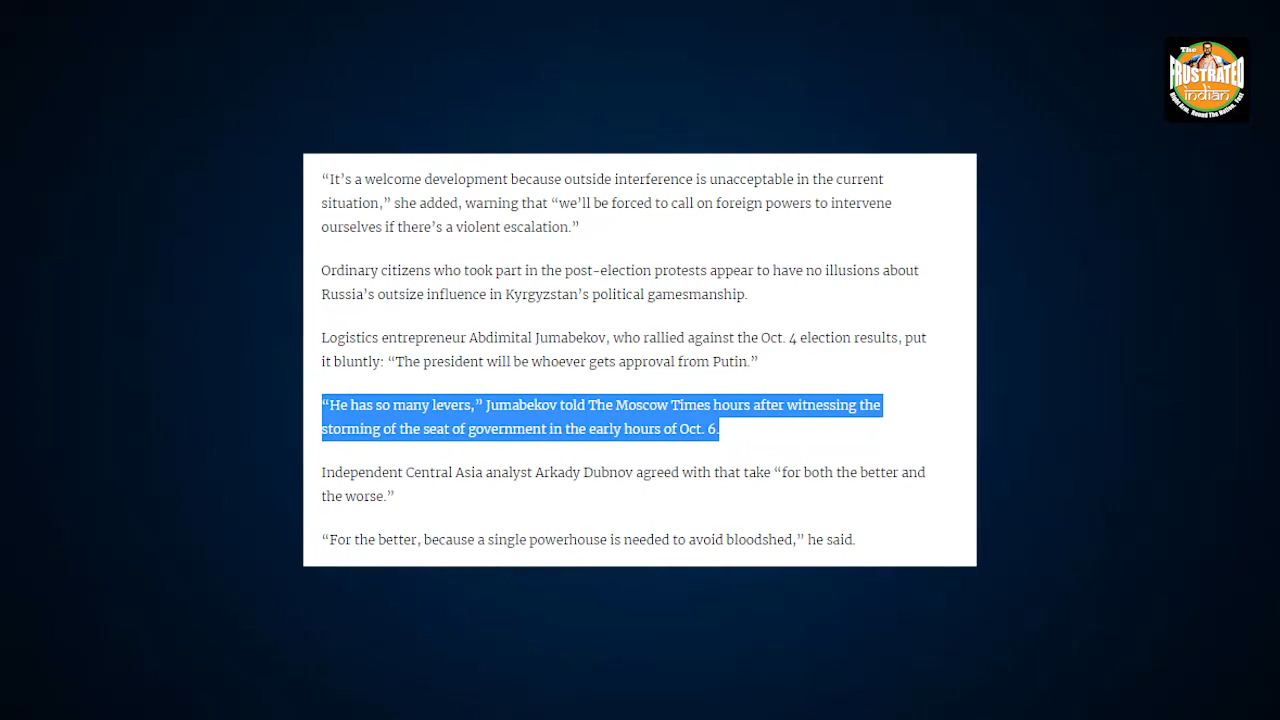 The
FRUSTRATED
indian
Right Arm, Round The Nation, Fast
“It’s a welcome development because outside interference is unacceptable in the current
situation,” she added, warning that “we’ll be forced to call on foreign powers to intervene
ourselves if there’s a violent escalation.”
Ordinary citizens who took part in the post-election protests appear to have no illusions about
Russia’s outsize influence in Kyrgyzstan’s political gamesmanship.
Logistics entrepreneur Abdimital Jumabekov, who rallied against the Oct. 4 election results, put
it bluntly: “The president will be whoever gets approval from Putin.”
“He has so many levers,” Jumabekov told The Moscow Times hours after witnessing the
storming of the seat of government in the early hours of Oct. 6.
Independent Central Asia analyst Arkady Dubnov agreed with that take “for both the better and
the worse.”
“For the better, because a single powerhouse is needed to avoid bloodshed,” he said.